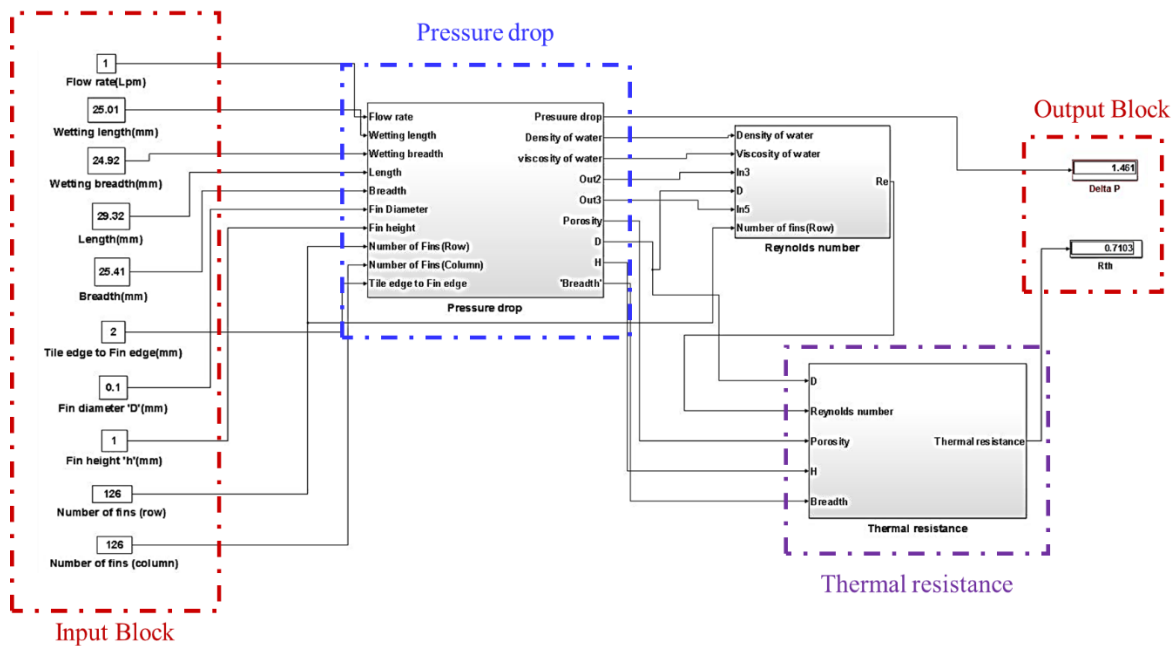 Pressure drop
1
Flow rate(Lpm)
25.01
Wetting length(mm)
24.92
Wetting breadth(mm)
29.32
Length(mm)
25.41
Breadth(mm)
2
Tile edge to Fin edge(mm)
0.1
Fin diameter 'D'(mm)
1
Fin height 'h'(mm)
126
Number of fins (row)
126
Number of fins (column)
Input Block
Flow rate
Wetting length
Wetting breadth
Length
Breadth
Fin Diameter
Fin height
Number of Fins(Row)
Number of Fins(Column)
Tile edge to Fin edge
Presuure drop
Density of water
viscosity of water
Out2
Out3
Porosity
D
H
'Breadth'
Pressure drop
Density of water
Viscosity of water
In3
D
In5
Number of fins(Row)
Re
Reynolds number
Output Block
1.461
Delta P
0.7103
Rth
D
Reynolds number
Porosity
H
Breadth
Thermal resistance
Thermal resistance
Thermal resistance